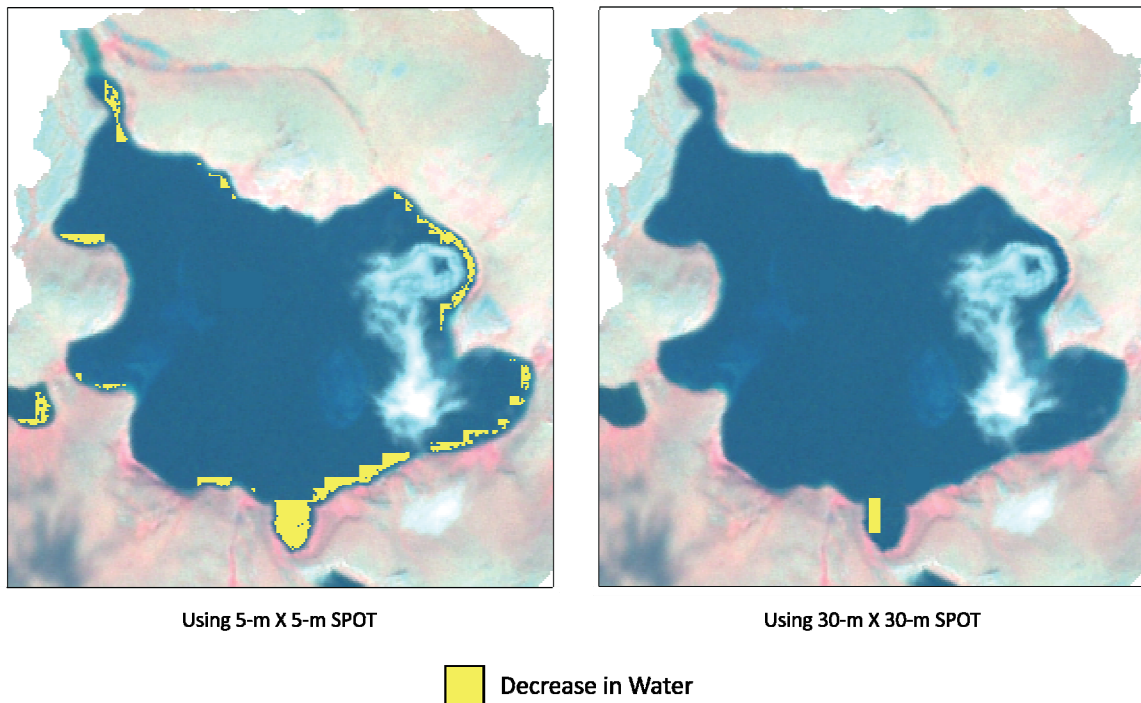 Using 5-m X 5-m SPOT
Using 30-m X 30-m SPOT
Decrease in Water